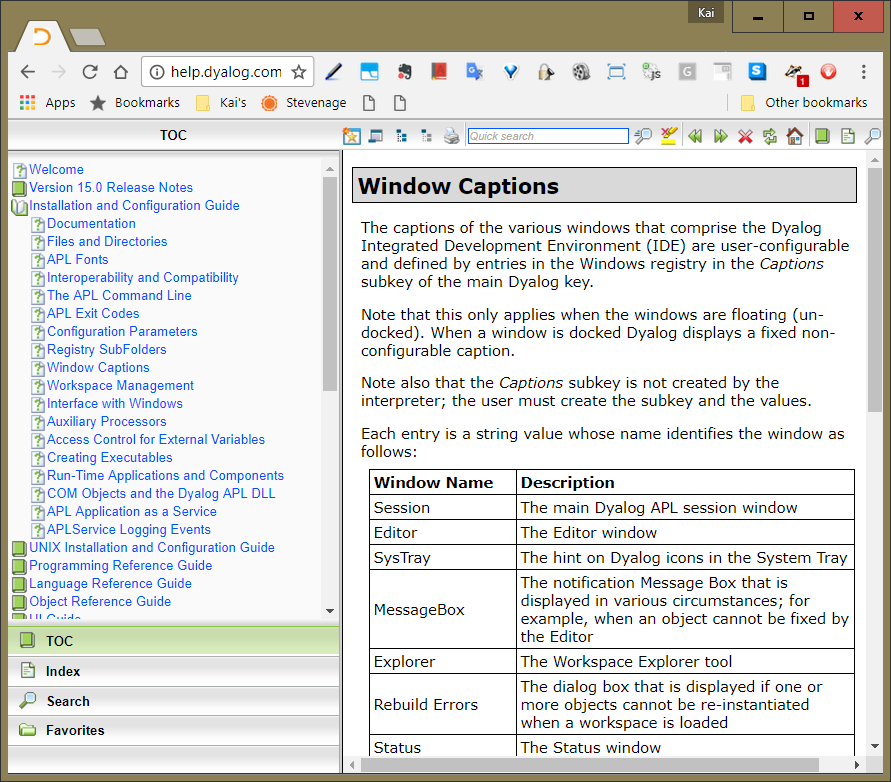 Kai
help.dyalog.com
js
G
S
1
Apps
Bookmarks
Kai's
Stevenage
Other bookmarks
TOC
Quick search
Welcome
Version 15.0 Release Notes
Installation and Configuration Guide
Documentation
Files and Directories
APL Fonts
Interoperability and Compatibility
The APL Command Line
APL Exit Codes
Configuration Parameters
Registry SubFolders
Window Captions
Workspace Management
Interface with Windows
Auxiliary Processors
Access Control for External Variables
Creating Executables
Run-Time Applications and Components
COM Objects and the Dyalog APL DLL
APL Application as a Service
APLService Logging Events
UNIX Installation and Configuration Guide
Programming Reference Guide
Language Reference Guide
Object Reference Guide
UI Guide
TOC
Index
Search
Favorites
Window Captions
The captions of the various windows that comprise the Dyalog
Integrated Development Environment (IDE) are user-configurable
and defined by entries in the Windows registry in the Captions
subkey of the main Dyalog key.
Note that this only applies when the windows are floating (un-
docked). When a window is docked Dyalog displays a fixed non-
configurable caption.
Note also that the Captions subkey is not created by the
interpreter; the user must create the subkey and the values.
Each entry is a string value whose name identifies the window as
follows:
Window Name Description
Session The main Dyalog APL session window
Editor The Editor window
SysTray The hint on Dyalog icons in the System Tray
MessageBox The notification Message Box that is
displayed in various circumstances; for
example, when an object cannot be fixed by
the Editor
Explorer The Workspace Explorer tool
Rebuild Errors The dialog box that is displayed if one or
more objects cannot be re-instantiated
when a workspace is loaded
Status The Status window